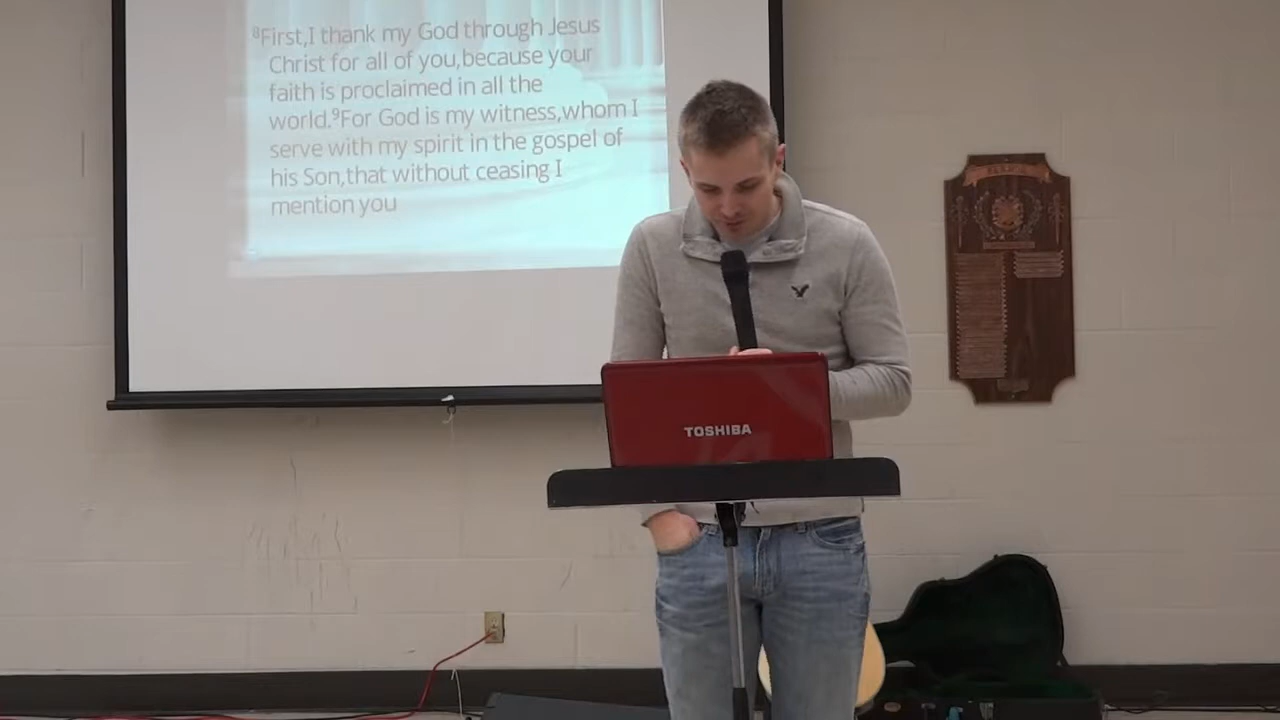 ⁸First,I thank my God through Jesus
Christ for all of you,because your
faith is proclaimed in all the
world.⁹For God is my witness,whom I
serve with my spirit in the gospel of
his Son,that without ceasing I
mention you
TOSHIBA